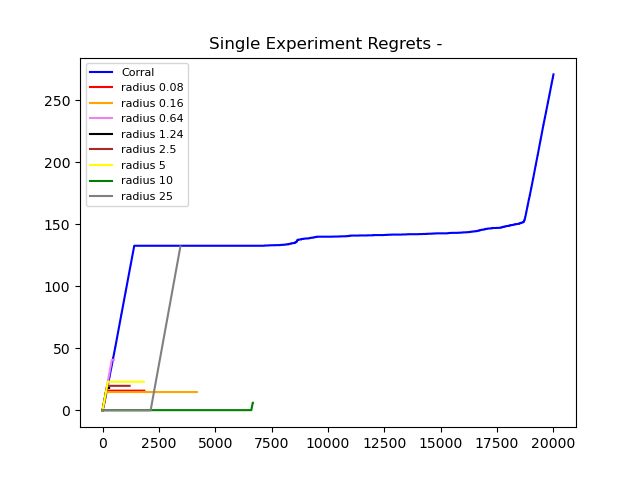 Single Experiment Regrets -
Corral
radius 0.08
radius 0.16
radius 0.64
radius 1.24
radius 2.5
radius 5
radius 10
radius 25
250
200
150
100
50
0
0 2500 5000 7500 10000 12500 15000 17500 20000